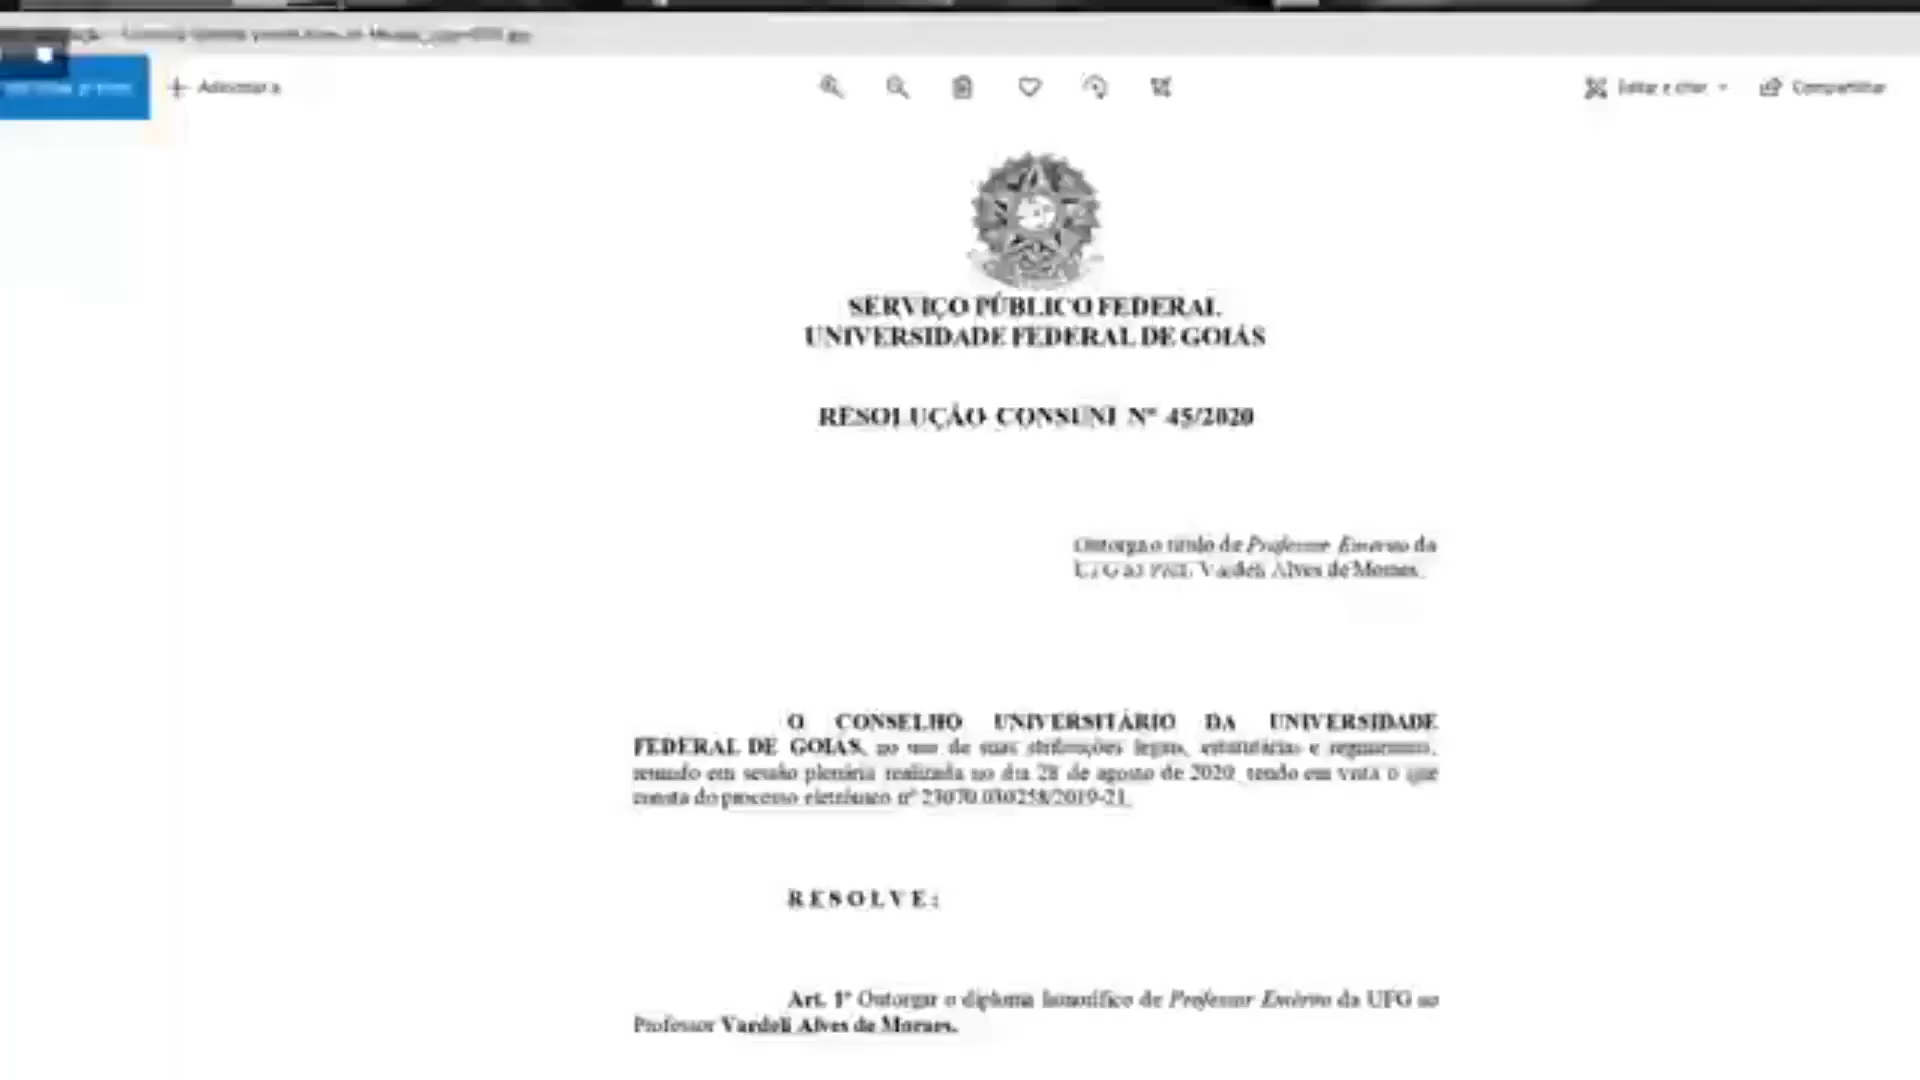 Adicionar a
Editar e criar
Compartilhar
SERVIÇO PÚBLICO FEDERAL
UNIVERSIDADE FEDERAL DE GOIÁS
RESOLUÇÃO CONSUNI Nº 45/2020
Outorga o título de Professor Emérito da
UFG ao Prof. Vardeli Alves de Moraes.
O CONSELHO UNIVERSITÁRIO DA UNIVERSIDADE
FEDERAL DE GOIÁS, no uso de suas atribuições legais, estatutárias e regimentais,
reunido em sessão plenária realizada no dia 28 de agosto de 2020, tendo em vista o que
consta do processo eletrônico nº 23070.030258/2019-21,
R E S O L V E :
Art. 1º Outorgar o diploma honorífico de Professor Emérito da UFG ao
Professor Vardeli Alves de Moraes.